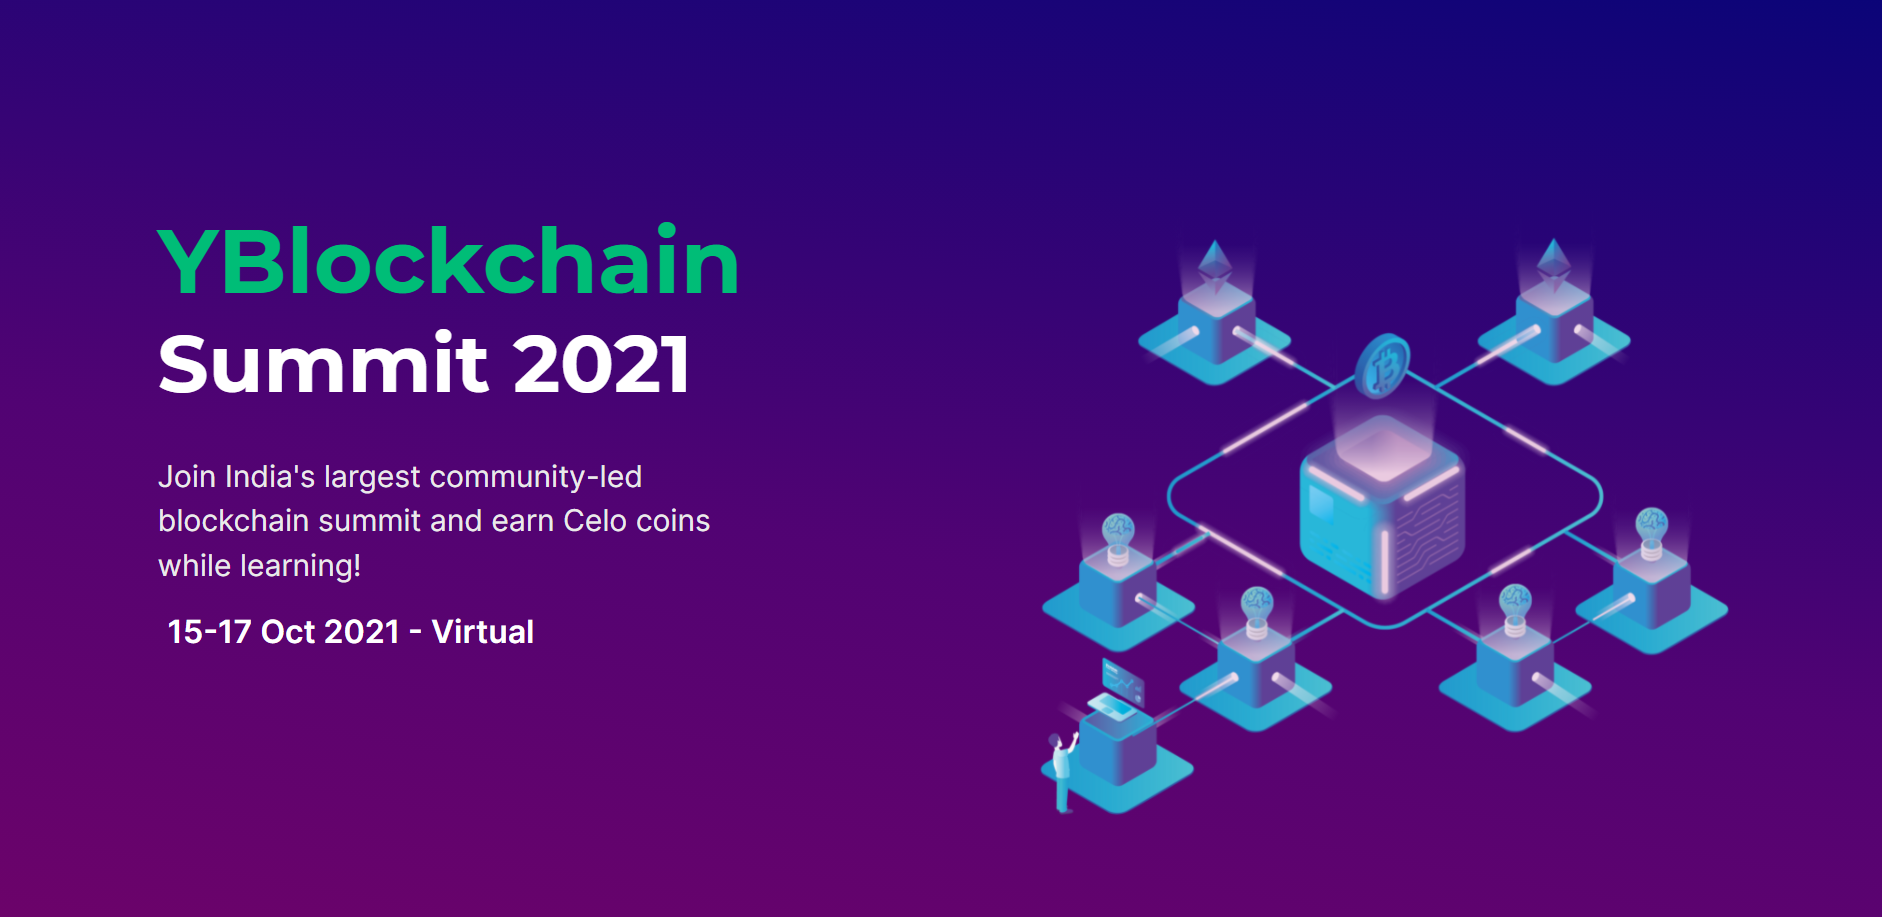 YBlockchain
Summit 2021
Join India's largest community-led
blockchain summit and earn Celo coins
while learning!
15-17 Oct 2021 - Virtual